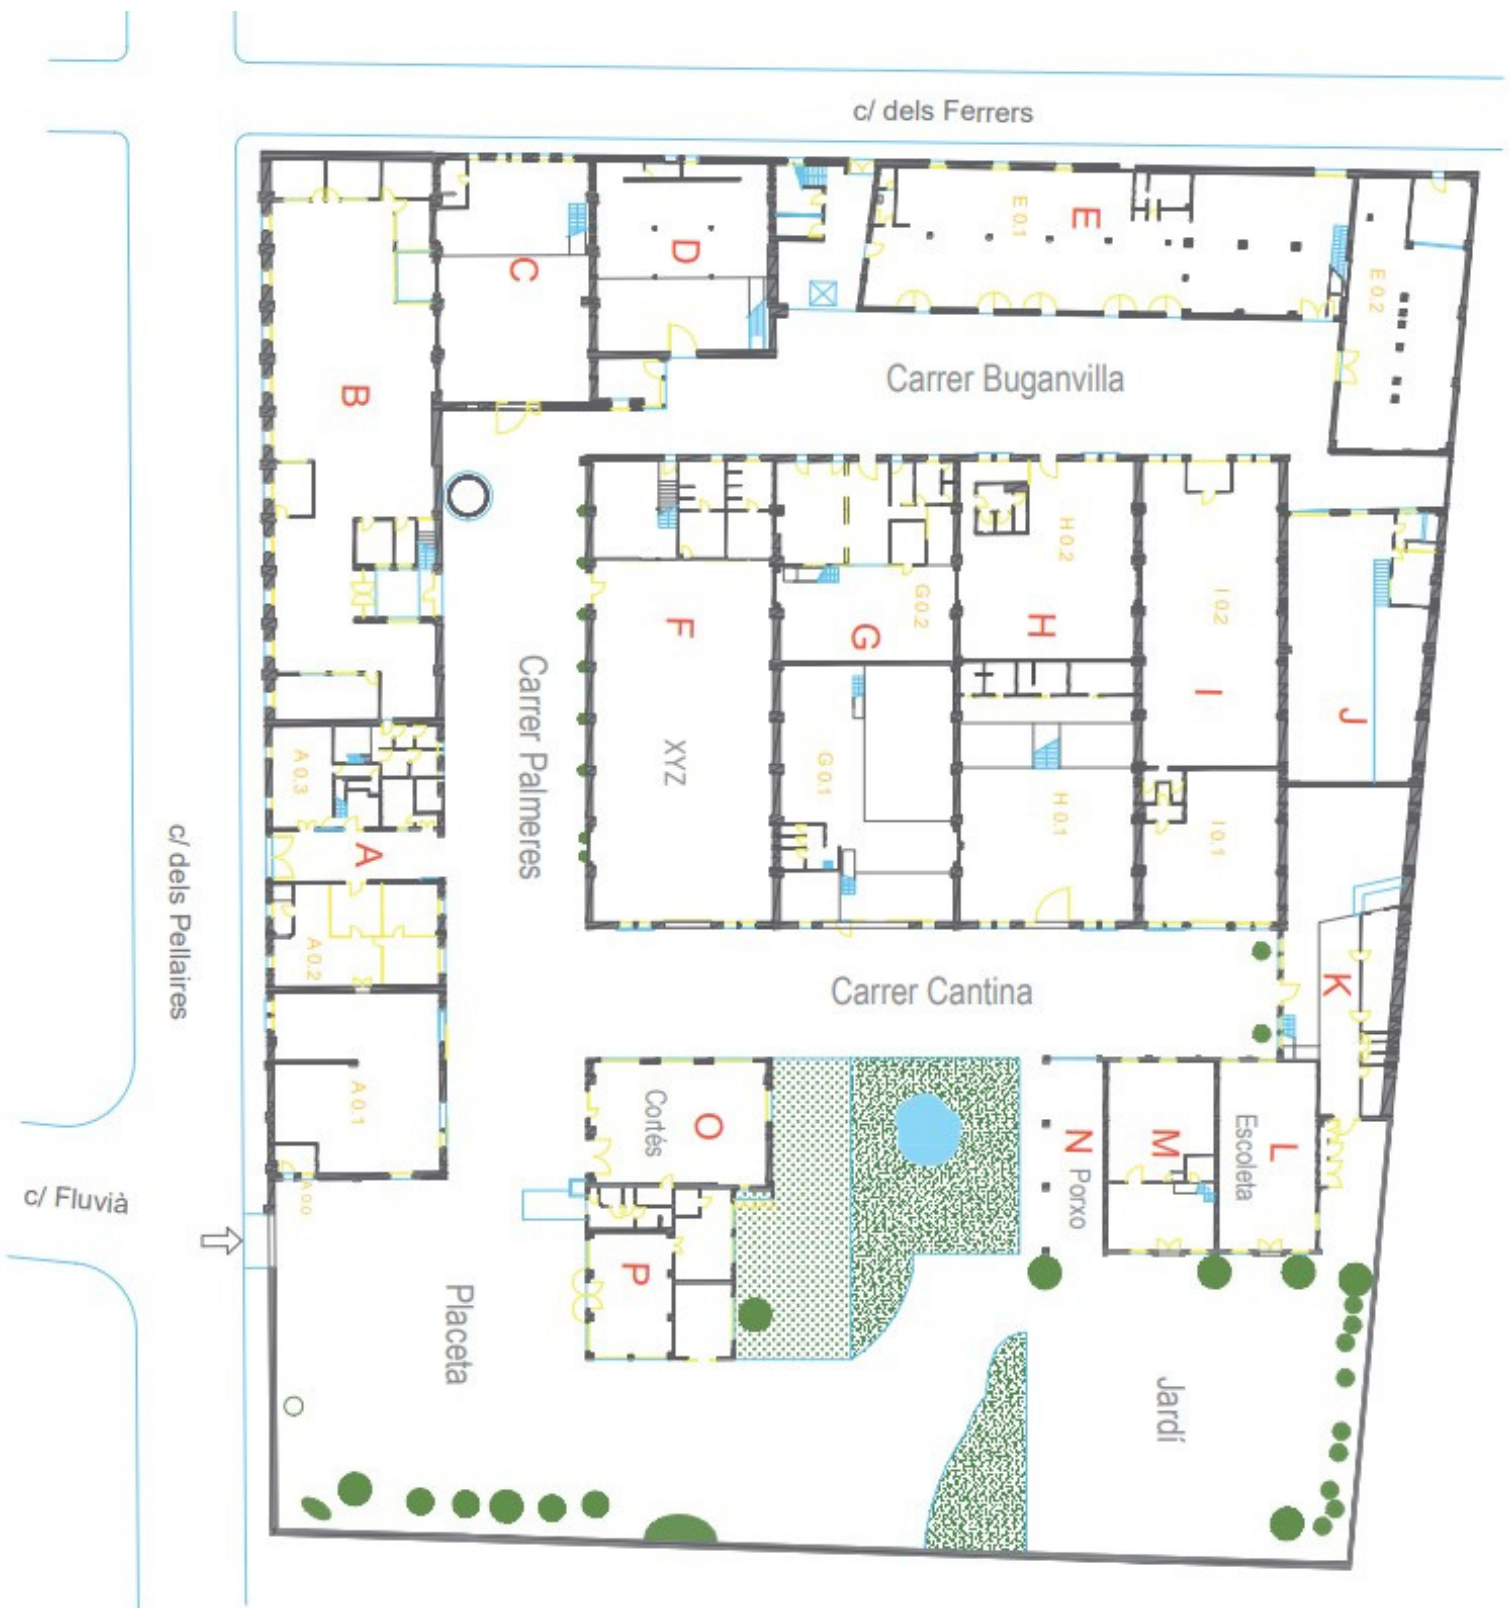 c/ dels Ferrers
E
E 0.1
D
C
E 0.2
Carrer Buganvilla
B
H 0.2
G 0.2
I 0.2
F
G
H
I
J
Carrer Palmeres
XYZ
G 0.1
A 0.3
H 0.1
I 0.1
A
c/ dels Pellaires
A 0.2
K
Carrer Cantina
A 0.1
Cortés
O
N
M
L
Escoleta
Porxo
A 0.0
c/ Fluvià
P
Placeta
Jardí